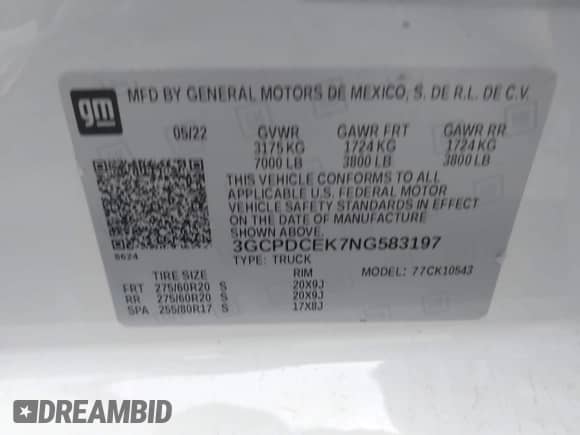 gm
MFD BY GENERAL MOTORS DE MEXICO, S. DE R.L. DE C.V.
05/22 GVWR GAWR FRT GAWR RR
3175 KG 1724 KG 1724 KG
7000 LB 3800 LB 3800 LB
THIS VEHICLE CONFORMS TO ALL
APPLICABLE U.S. FEDERAL MOTOR
VEHICLE SAFETY STANDARDS IN EFFECT
ON THE DATE OF MANUFACTURE
SHOWN ABOVE.
8624 3GCPDCEK7NG583197
TYPE: TRUCK
TIRE SIZE RIM MODEL: 77CK10543
FRT 275/60R20 S 20X9J
RR 275/60R20 S 20X9J
SPA 255/80R17 S 17X8J
DREAMBID